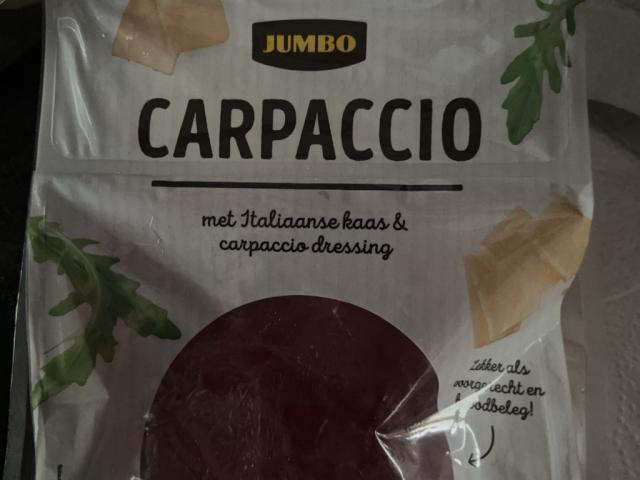 JUMBO
CARPACCIO
met Italiaanse kaas &
carpaccio dressing
Lekker als
voorgerecht en
broodbeleg!